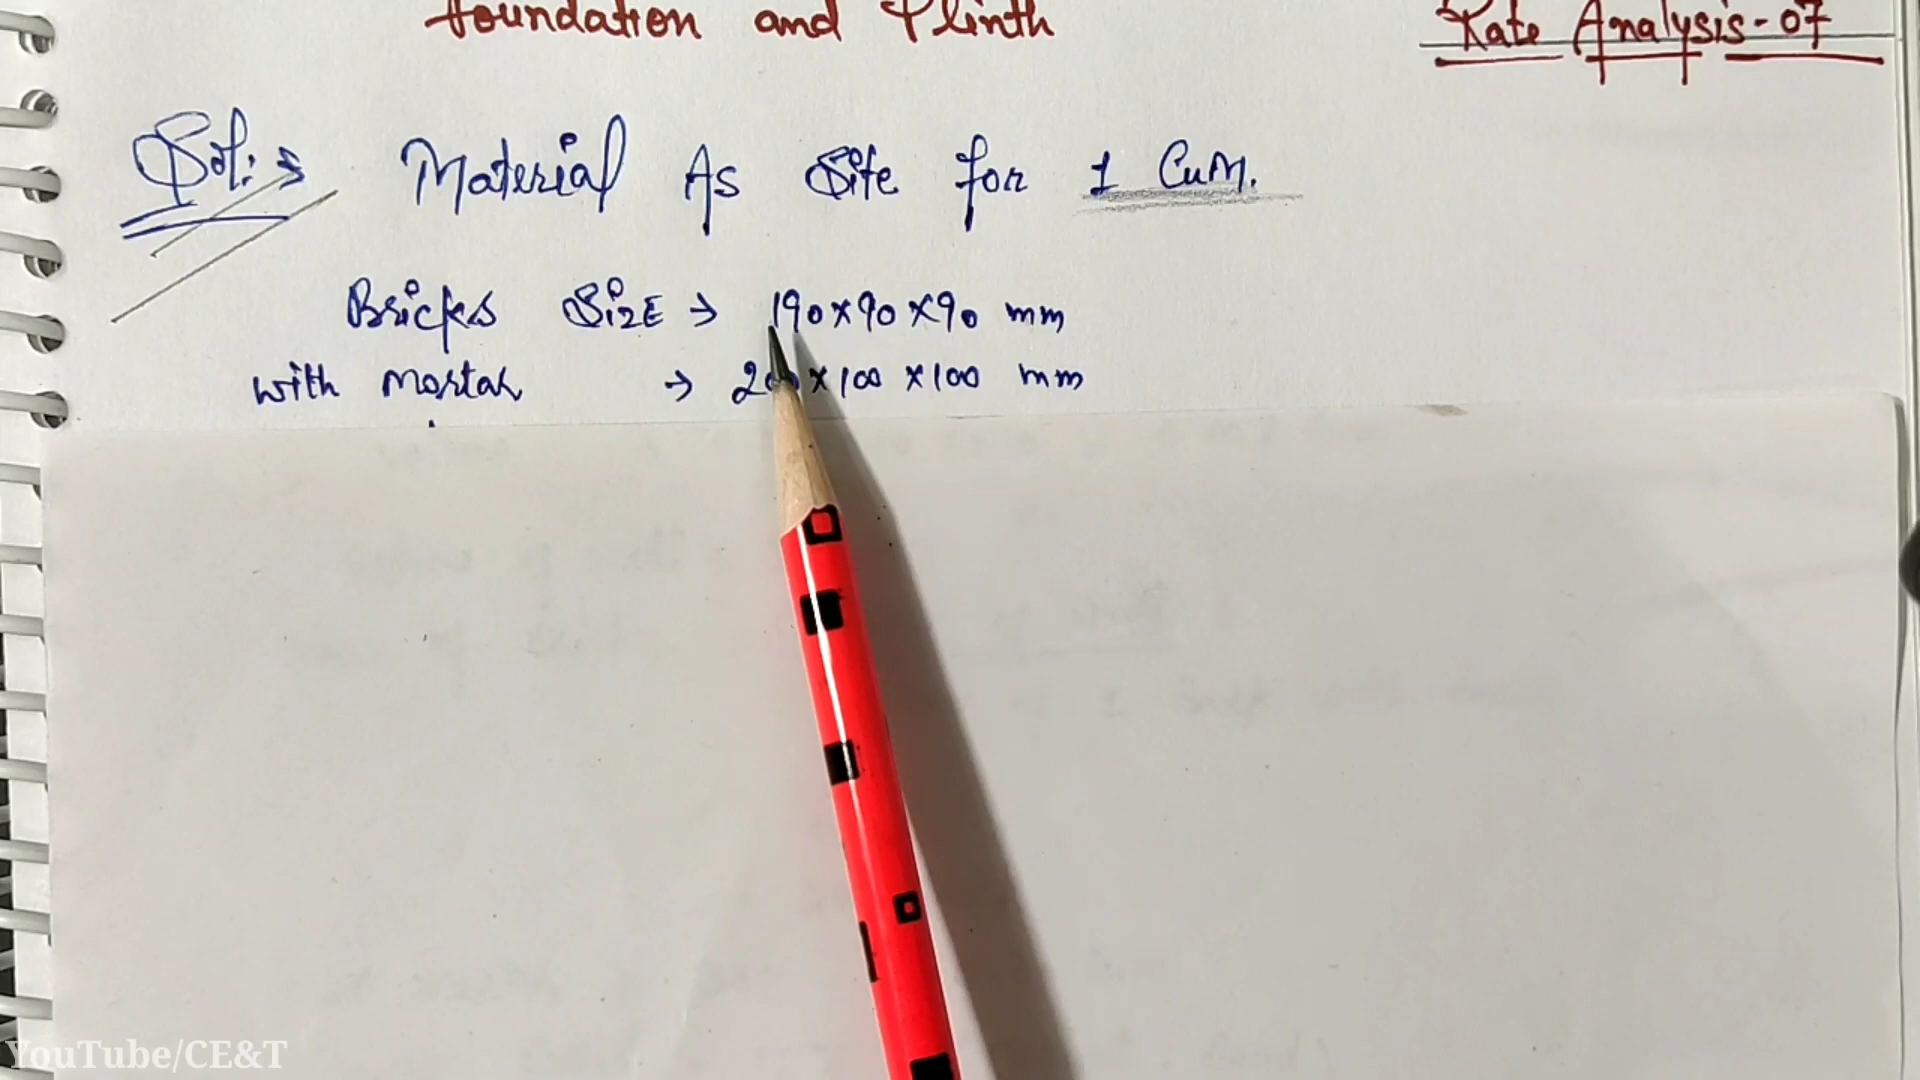 Foundation and Plinth
Rate Analysis-07
Sol:→ Material As Site for 1 CuM.
Bricks Size → 190×90×90 mm
with mortar → 200×100×100 mm
YouTube/CE&T